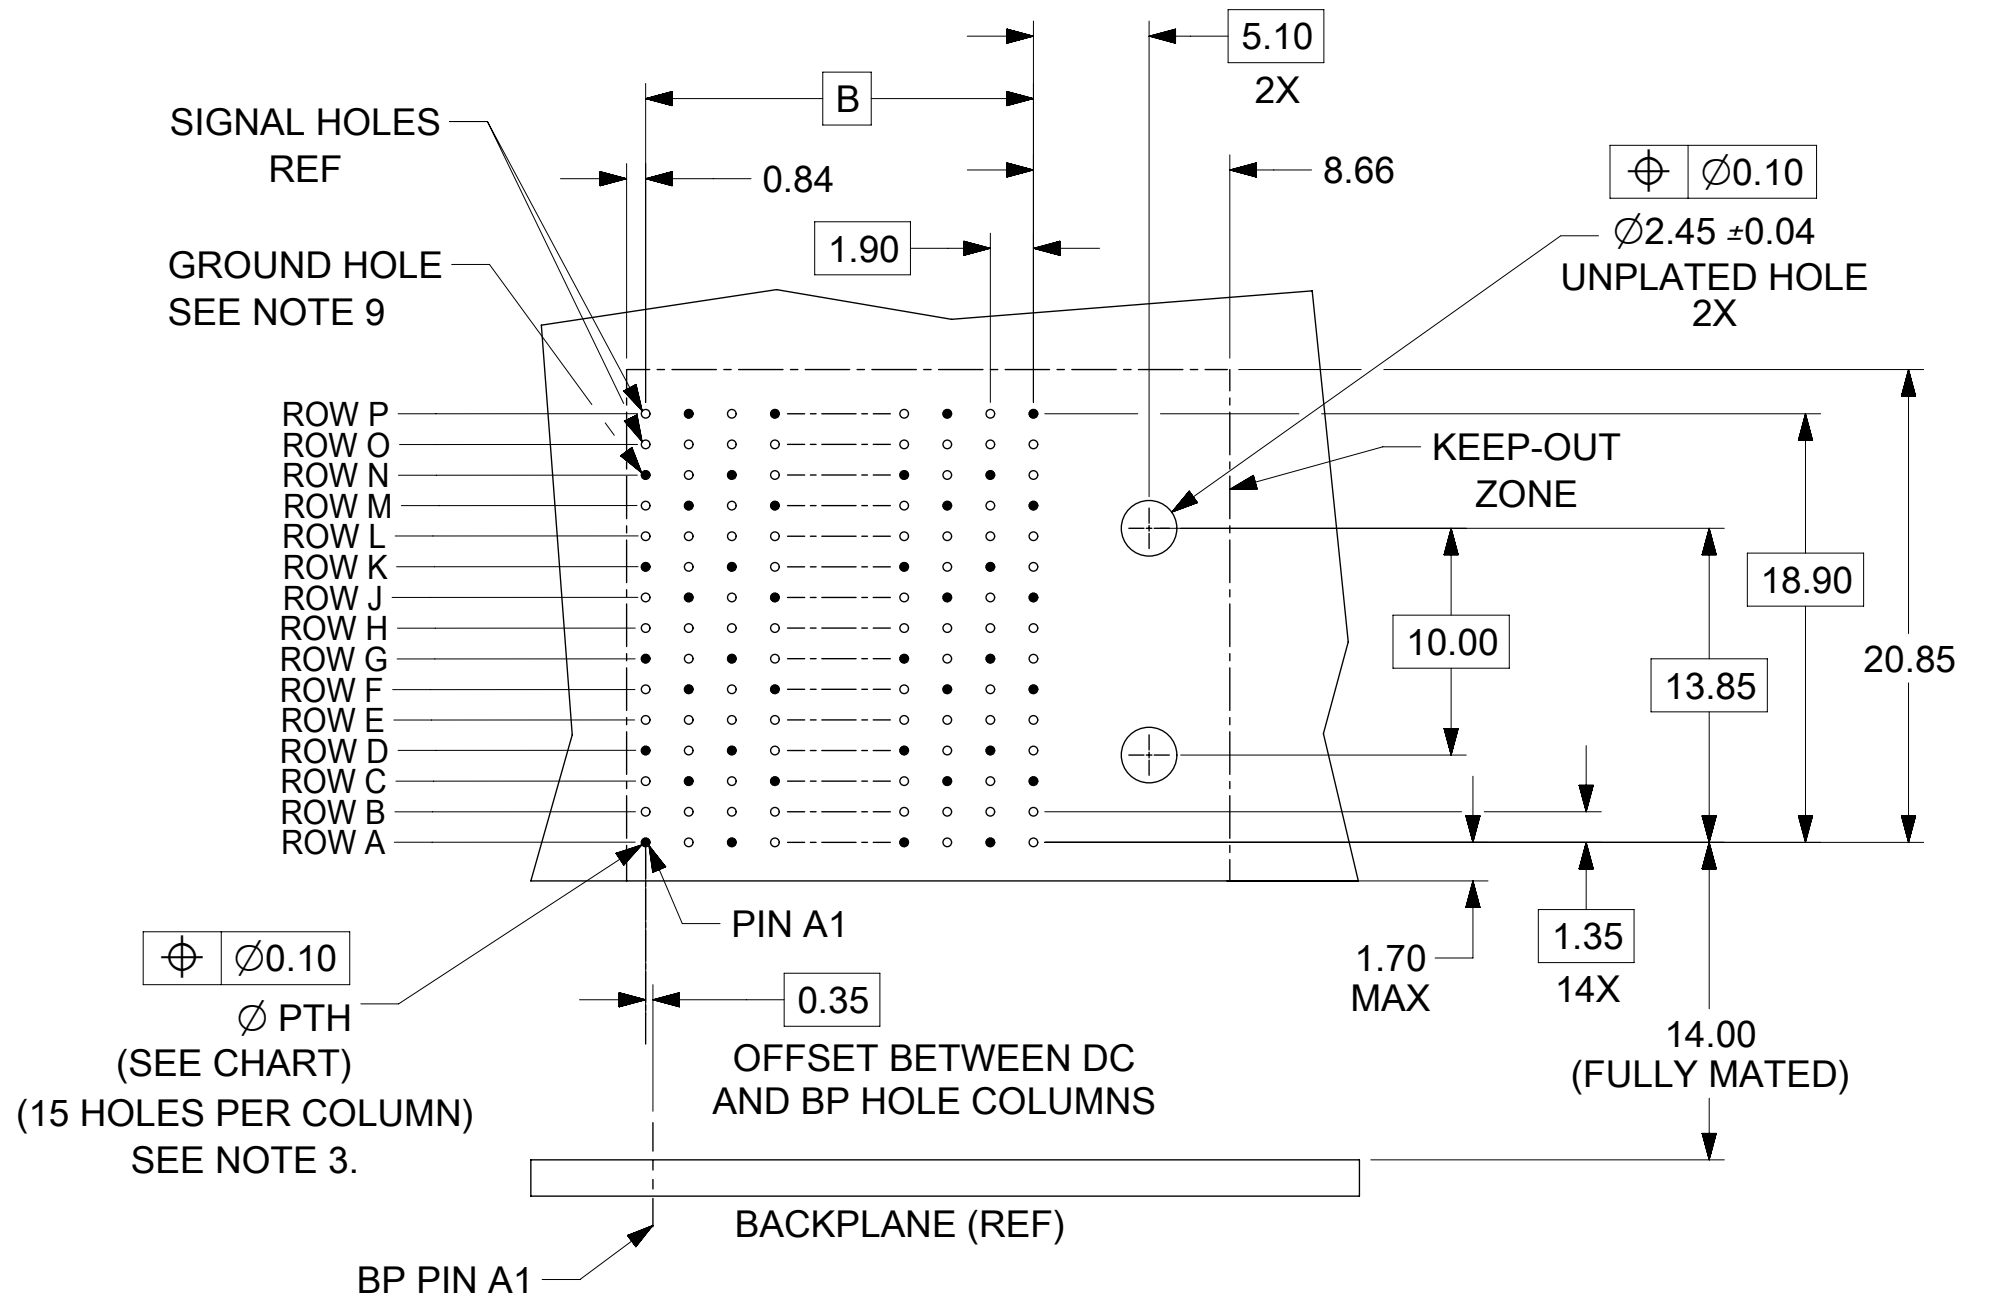 5.10
2X
B
SIGNAL HOLES
REF
0.84
8.66
⌖ ∅0.10
1.90
∅2.45 ±0.04
UNPLATED HOLE
2X
GROUND HOLE
SEE NOTE 9
ROW P
ROW O
ROW N
ROW M
ROW L
ROW K
ROW J
ROW H
ROW G
ROW F
ROW E
ROW D
ROW C
ROW B
ROW A
KEEP-OUT
ZONE
18.90
10.00
20.85
13.85
PIN A1
1.70
MAX
1.35
14X
⌖ ∅0.10
∅ PTH
(SEE CHART)
(15 HOLES PER COLUMN)
SEE NOTE 3.
0.35
OFFSET BETWEEN DC
AND BP HOLE COLUMNS
14.00
(FULLY MATED)
BACKPLANE (REF)
BP PIN A1